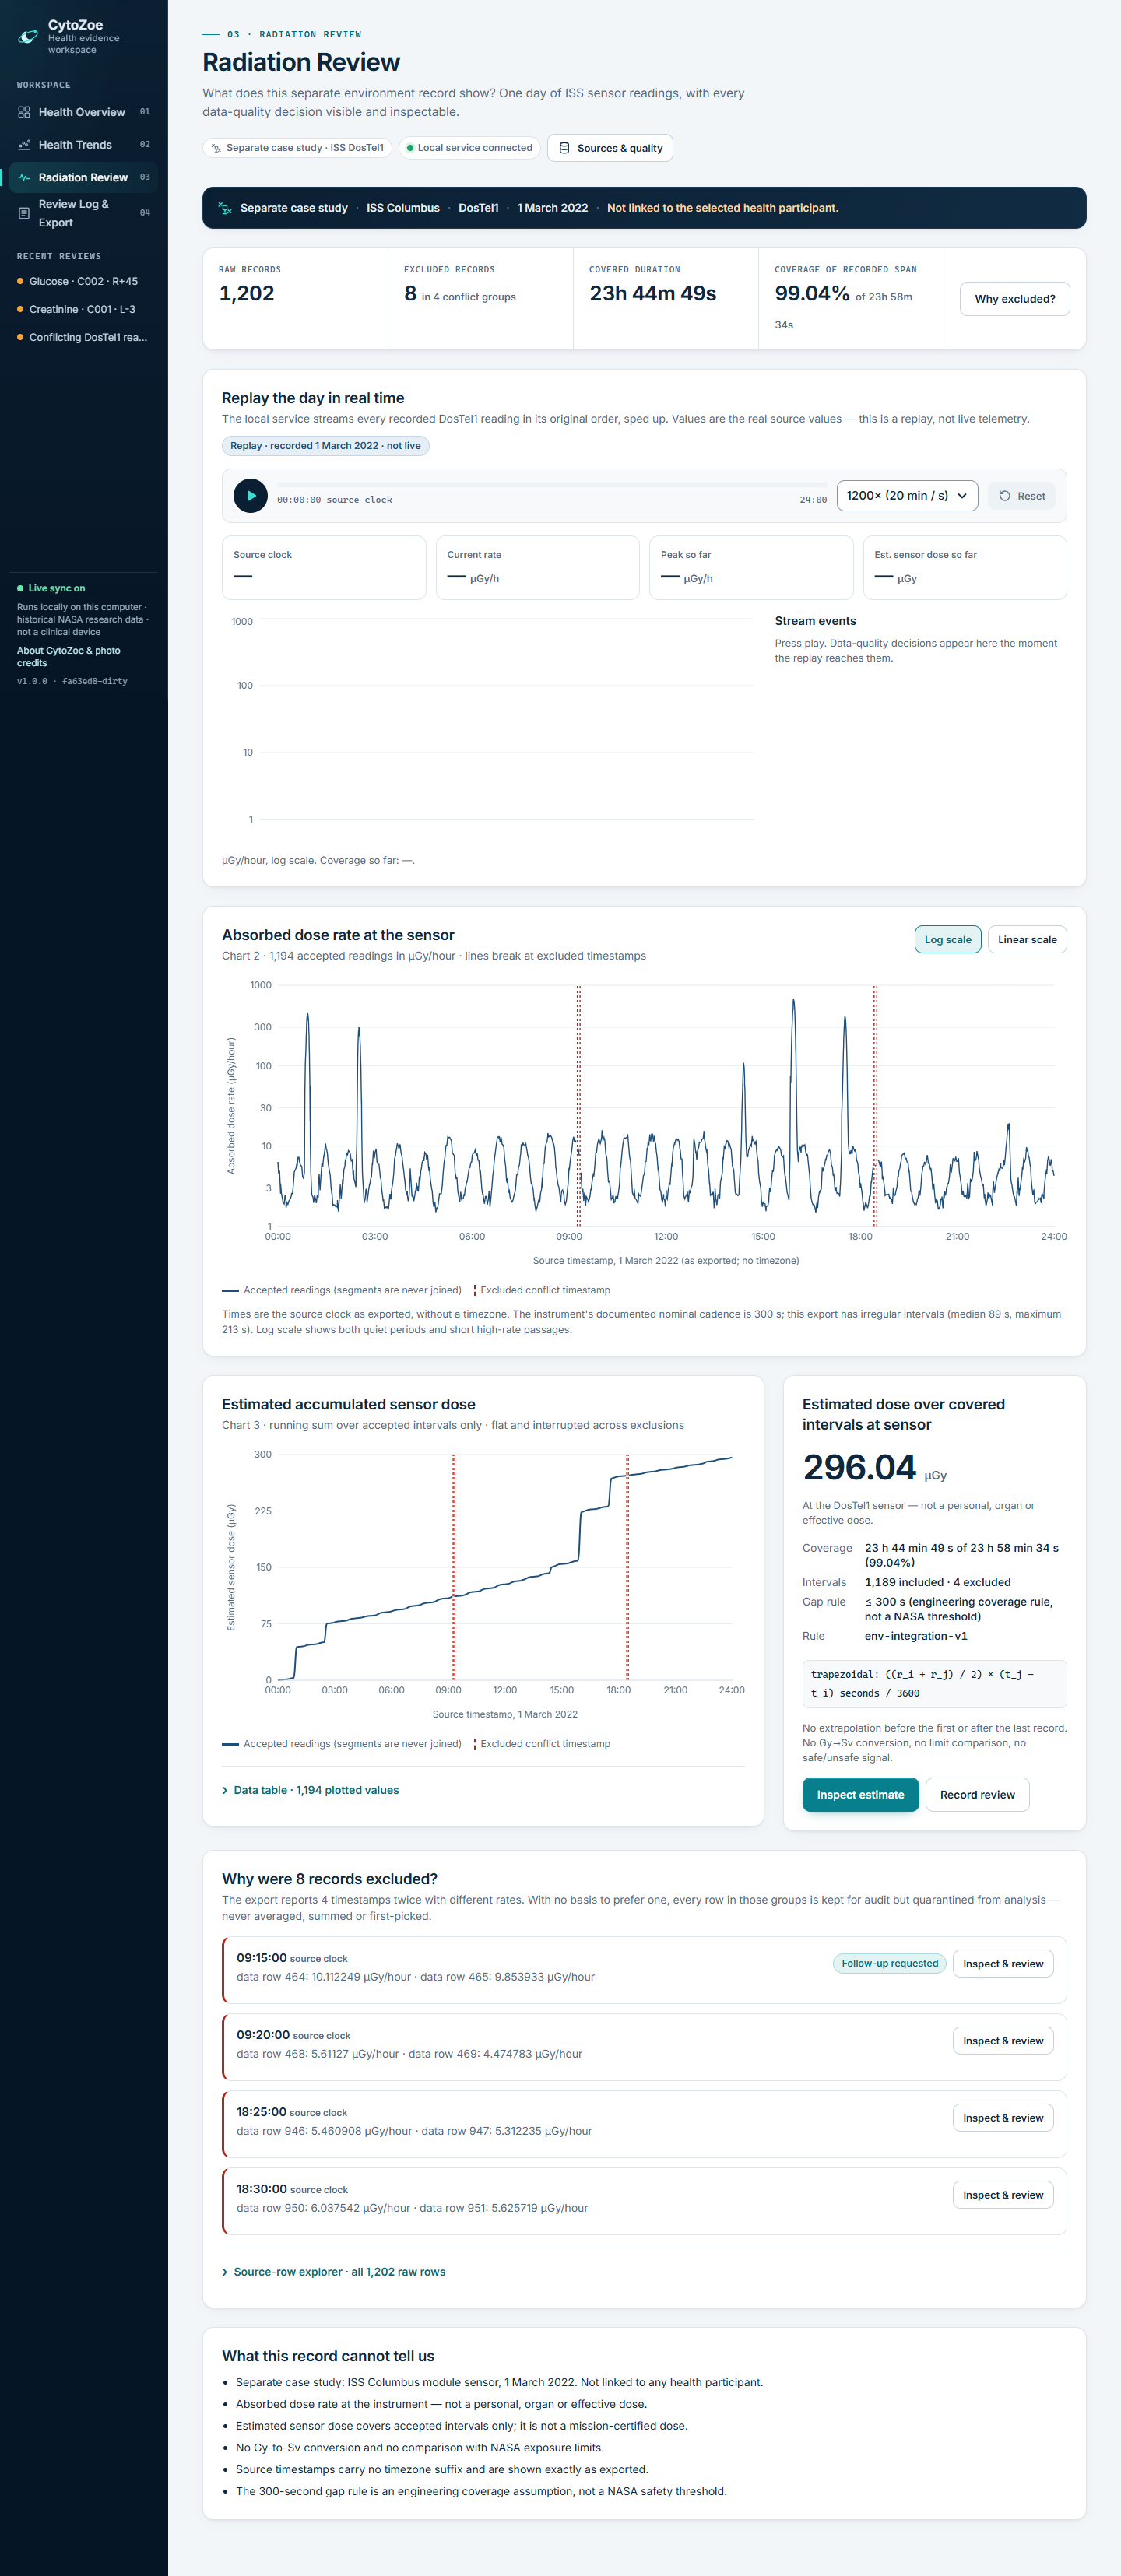 CytoZoe
Health evidence
workspace
WORKSPACE
Health Overview 01
Health Trends 02
Radiation Review 03
Review Log &
Export
04
RECENT REVIEWS
Glucose · C002 · R+45
Creatinine · C001 · L-3
Conflicting DosTel1 rea...
Live sync on
Runs locally on this computer ·
historical NASA research data ·
not a clinical device
About CytoZoe & photo
credits
v1.0.0 · fa63ed8-dirty
03 · RADIATION REVIEW
Radiation Review
What does this separate environment record show? One day of ISS sensor readings, with every
data-quality decision visible and inspectable.
Separate case study · ISS DosTel1
Local service connected
Sources & quality
Separate case study · ISS Columbus · DosTel1 · 1 March 2022 · Not linked to the selected health participant.
RAW RECORDS
1,202
EXCLUDED RECORDS
8 in 4 conflict groups
COVERED DURATION
23h 44m 49s
COVERAGE OF RECORDED SPAN
99.04% of 23h 58m
34s
Why excluded?
Replay the day in real time
The local service streams every recorded DosTel1 reading in its original order, sped up. Values are the real source values — this is a replay, not live telemetry.
Replay · recorded 1 March 2022 · not live
00:00:00 source clock
24:00
1200× (20 min / s)
Reset
Source clock
—
Current rate
— µGy/h
Peak so far
— µGy/h
Est. sensor dose so far
— µGy
1000
100
10
1
Stream events
Press play. Data-quality decisions appear here the moment
the replay reaches them.
µGy/hour, log scale. Coverage so far: —.
Absorbed dose rate at the sensor
Chart 2 · 1,194 accepted readings in µGy/hour · lines break at excluded timestamps
Log scale
Linear scale
Absorbed dose rate (µGy/hour)
1000
300
100
30
10
3
1
00:00 03:00 06:00 09:00 12:00 15:00 18:00 21:00 24:00
Source timestamp, 1 March 2022 (as exported; no timezone)
Accepted readings (segments are never joined)
Excluded conflict timestamp
Times are the source clock as exported, without a timezone. The instrument's documented nominal cadence is 300 s; this export has irregular intervals (median 89 s, maximum
213 s). Log scale shows both quiet periods and short high-rate passages.
Estimated accumulated sensor dose
Chart 3 · running sum over accepted intervals only · flat and interrupted across exclusions
Estimated sensor dose (µGy)
300
225
150
75
0
00:00 03:00 06:00 09:00 12:00 15:00 18:00 21:00 24:00
Source timestamp, 1 March 2022
Accepted readings (segments are never joined)
Excluded conflict timestamp
Data table · 1,194 plotted values
Estimated dose over covered
intervals at sensor
296.04 µGy
At the DosTel1 sensor — not a personal, organ or
effective dose.
Coverage 23 h 44 min 49 s of 23 h 58 min 34 s
(99.04%)
Intervals 1,189 included · 4 excluded
Gap rule ≤ 300 s (engineering coverage rule,
not a NASA threshold)
Rule env-integration-v1
trapezoidal: ((r_i + r_j) / 2) × (t_j −
t_i) seconds / 3600
No extrapolation before the first or after the last record.
No Gy→Sv conversion, no limit comparison, no
safe/unsafe signal.
Inspect estimate
Record review
Why were 8 records excluded?
The export reports 4 timestamps twice with different rates. With no basis to prefer one, every row in those groups is kept for audit but quarantined from analysis —
never averaged, summed or first-picked.
09:15:00 source clock
data row 464: 10.112249 µGy/hour · data row 465: 9.853933 µGy/hour
Follow-up requested
Inspect & review
09:20:00 source clock
data row 468: 5.61127 µGy/hour · data row 469: 4.474783 µGy/hour
Inspect & review
18:25:00 source clock
data row 946: 5.460908 µGy/hour · data row 947: 5.312235 µGy/hour
Inspect & review
18:30:00 source clock
data row 950: 6.037542 µGy/hour · data row 951: 5.625719 µGy/hour
Inspect & review
Source-row explorer · all 1,202 raw rows
What this record cannot tell us
• Separate case study: ISS Columbus module sensor, 1 March 2022. Not linked to any health participant.
• Absorbed dose rate at the instrument — not a personal, organ or effective dose.
• Estimated sensor dose covers accepted intervals only; it is not a mission-certified dose.
• No Gy-to-Sv conversion and no comparison with NASA exposure limits.
• Source timestamps carry no timezone suffix and are shown exactly as exported.
• The 300-second gap rule is an engineering coverage assumption, not a NASA safety threshold.